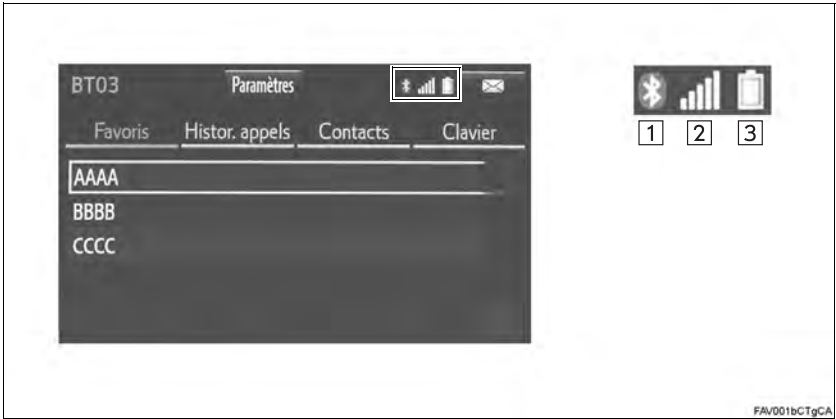 BT03
Paramètres
Favoris
Histor. appels
Contacts
Clavier
AAAA
BBBB
CCCC
1
2
3
FAV001bCTgCA